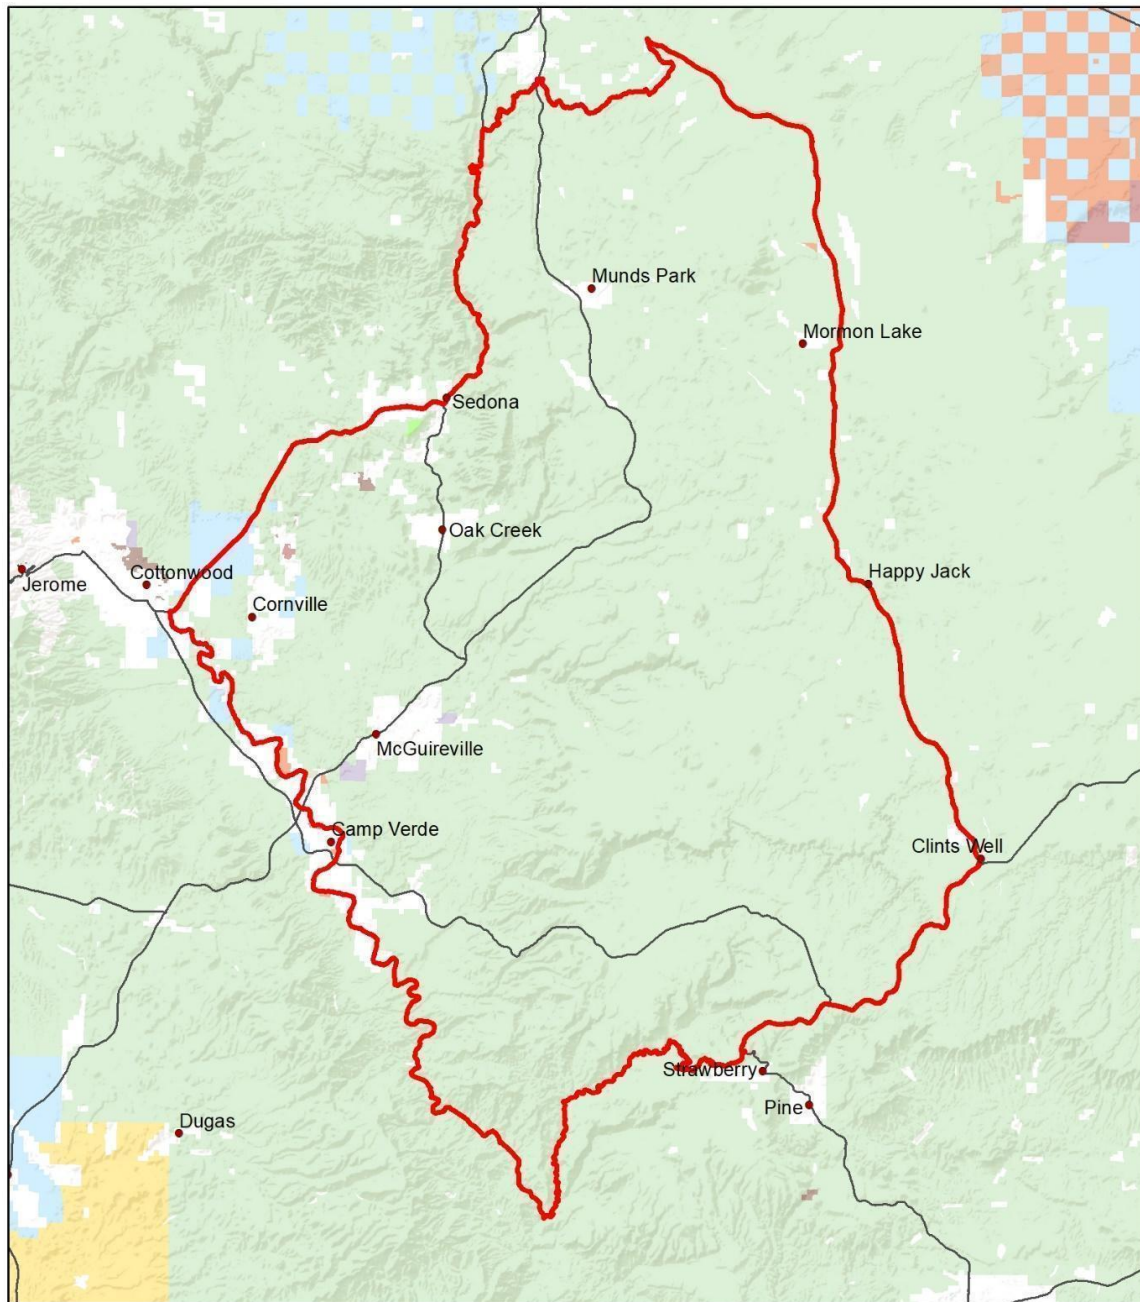 Munds Park
Mormon Lake
Sedona
Oak Creek
Happy Jack
Jerome
Cottonwood
Cornville
McGuireville
Camp Verde
Clints Well
Strawberry
Pine
Dugas